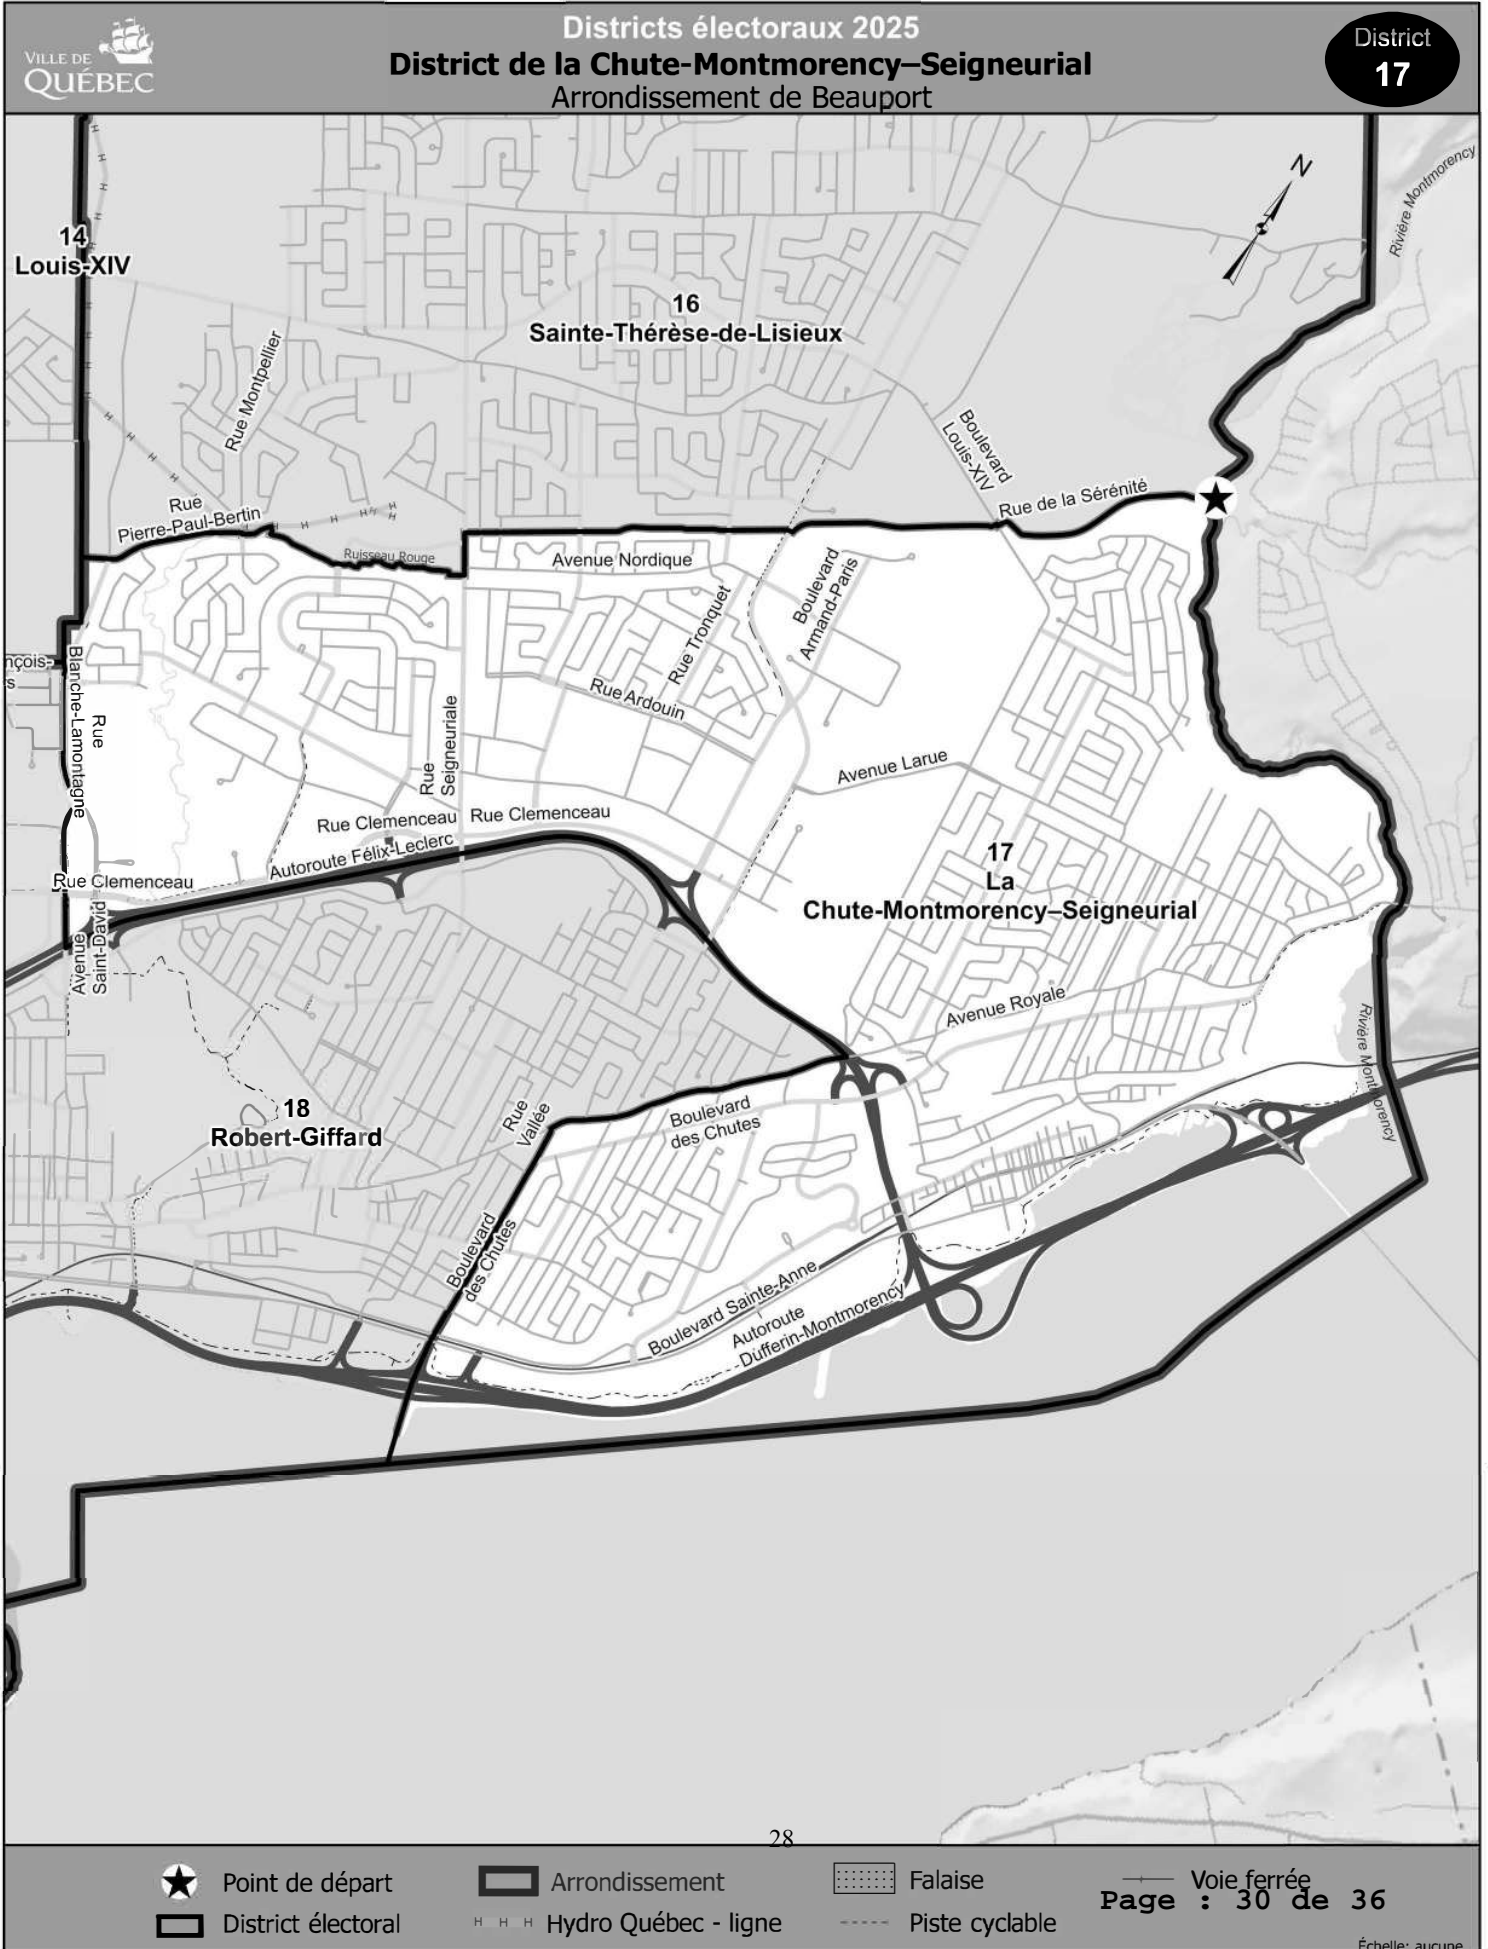 VILLE DE
QUÉBEC
Districts électoraux 2025
District de la Chute-Montmorency–Seigneurial
Arrondissement de Beauport
District
17
N
Rivière Montmorency
14
Louis-XIV
16
Sainte-Thérèse-de-Lisieux
Rue Montpellier
Boulevard
Louis-XIV
Rue de la Sérénité
Rue
Pierre-Paul-Bertin
Ruisseau Rouge
Avenue Nordique
Boulevard
Armand-Paris
Rue Tronquet
Rue Ardouin
nçois-
s
Rue
Blanche-Lamontagne
Rue
Seigneuriale
Avenue Larue
Rue Clemenceau
Rue Clemenceau
Autoroute Félix-Leclerc
Rue Clemenceau
17
La
Chute-Montmorency–Seigneurial
Avenue
Saint-David
Avenue Royale
Rivière Montmorency
18
Robert-Giffard
Rue
Vallée
Boulevard
des Chutes
Boulevard
des Chutes
Boulevard Sainte-Anne
Autoroute
Dufferin-Montmorency
28
Point de départ
Arrondissement
Falaise
Voie ferrée
Page : 30 de 36
District électoral
H H H Hydro Québec - ligne
Piste cyclable
Échelle: aucune